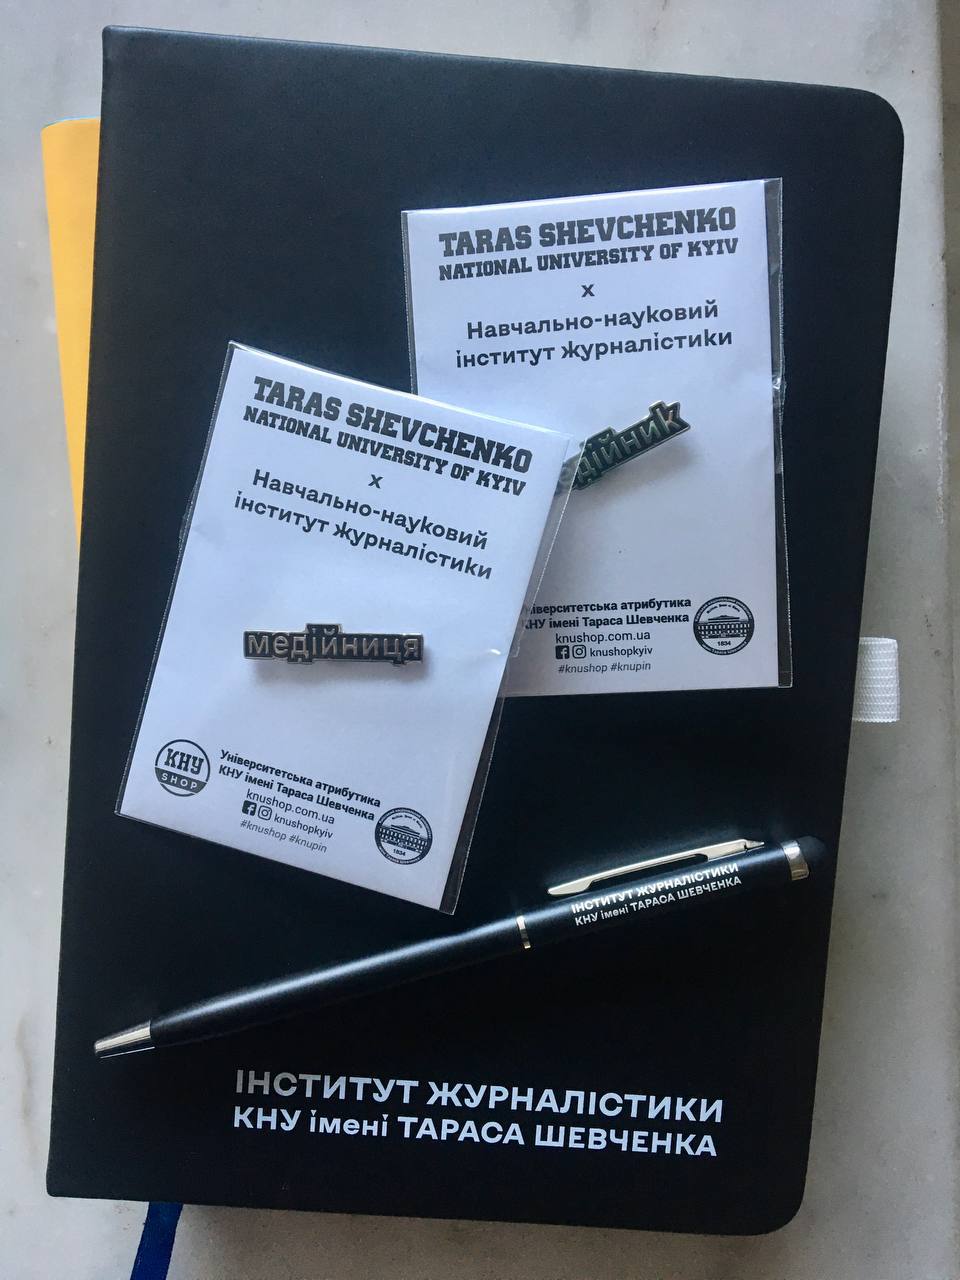 TARAS SHEVCHENKO
NATIONAL UNIVERSITY OF KYIV
x
Навчально-науковий
інститут журналістики
університетська атрибутика
КНУ імені Тараса Шевченка
knushop.com.ua
knushopkyiv
#knushop #knupin
1834
TARAS SHEVCHENKO
NATIONAL UNIVERSITY OF KYIV
x
Навчально-науковий
інститут журналістики
медійниця
КНУ
SHOP
Університетська атрибутика
КНУ імені Тараса Шевченка
knushop.com.ua
knushopkyiv
#knushop #knupin
1834
ІНСТИТУТ ЖУРНАЛІСТИКИ
КНУ імені ТАРАСА ШЕВЧЕНКА
ІНСТИТУТ ЖУРНАЛІСТИКИ
КНУ імені ТАРАСА ШЕВЧЕНКА